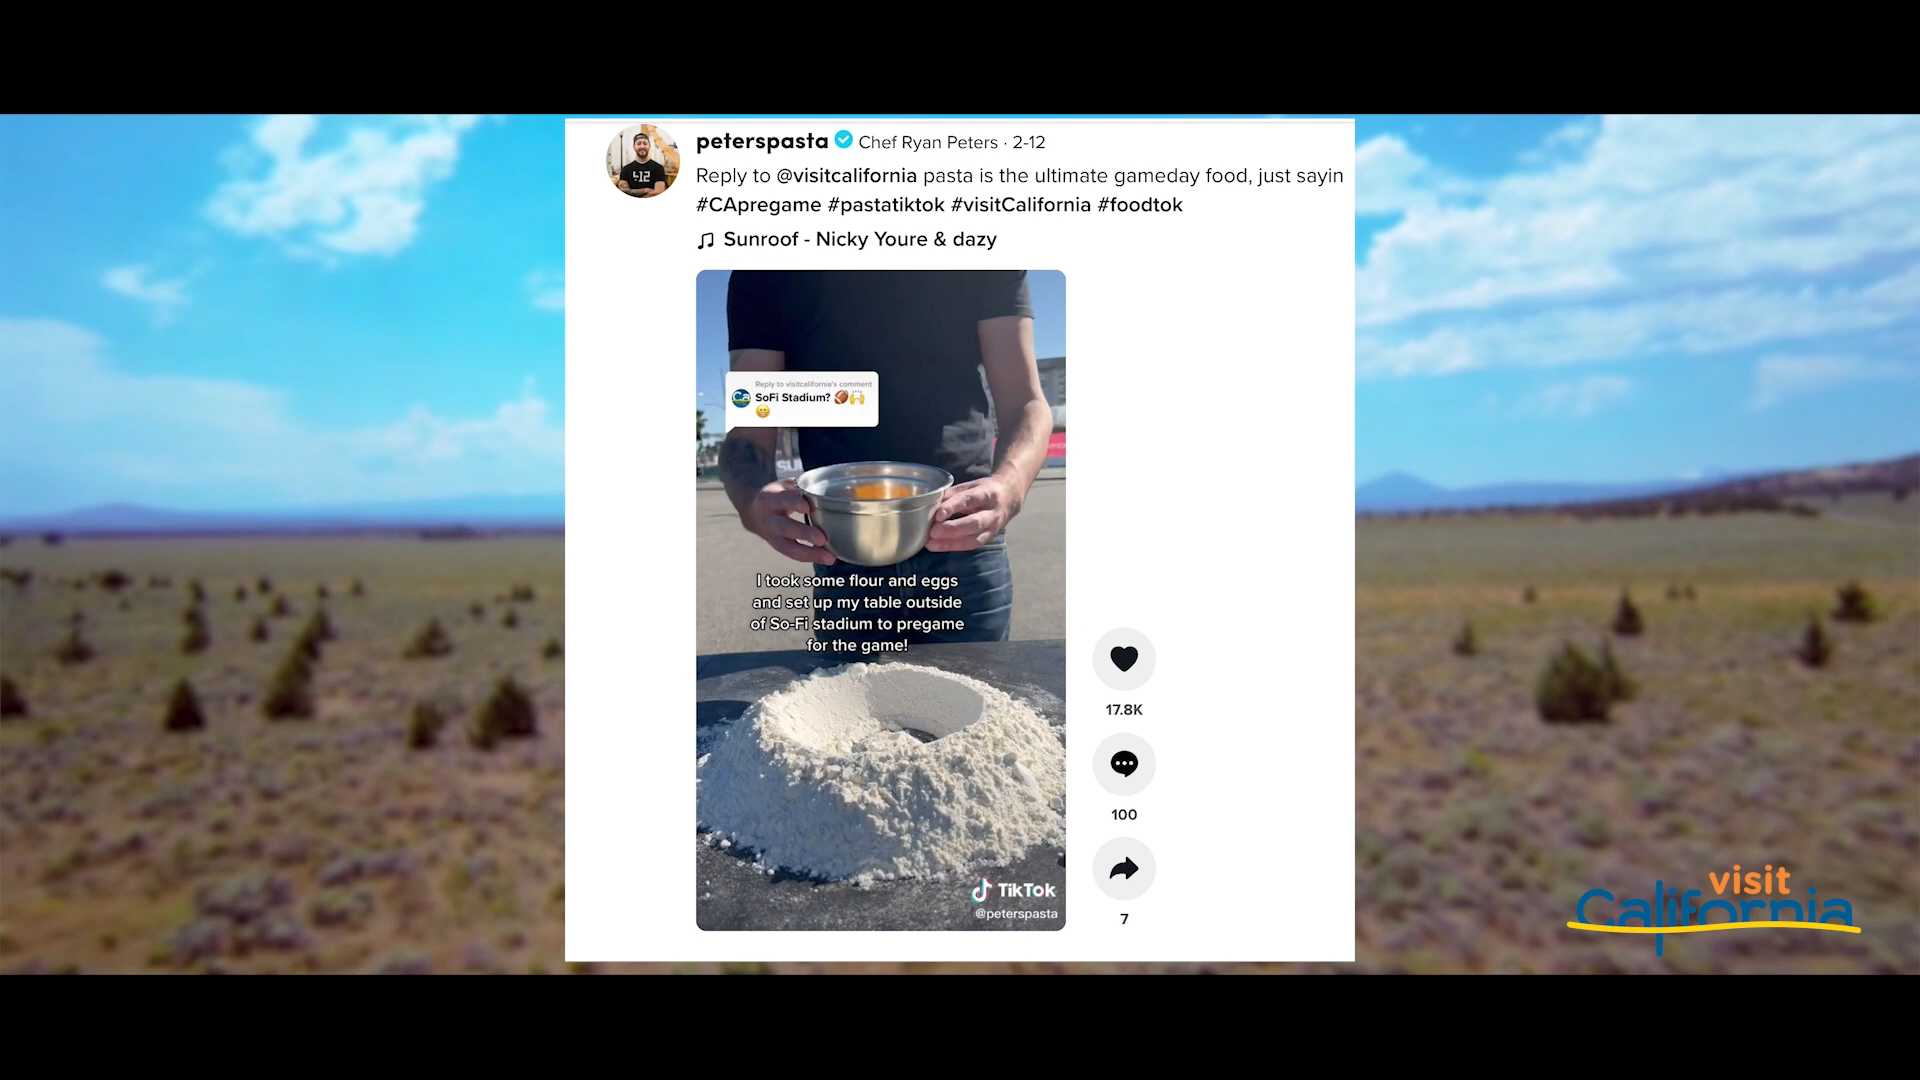 peterspasta Chef Ryan Peters · 2-12
Reply to @visitcalifornia pasta is the ultimate gameday food, just sayin
#CApregame #pastatiktok #visitCalifornia #foodtok
Sunroof - Nicky Youre & dazy
412
Reply to visitcalifornia's comment
Ca
SoFi Stadium? 🏈🙌
😁
SU
I took some flour and eggs
and set up my table outside
of So-Fi stadium to pregame
for the game!
17.8K
100
7
TikTok
@peterspasta
visit
California